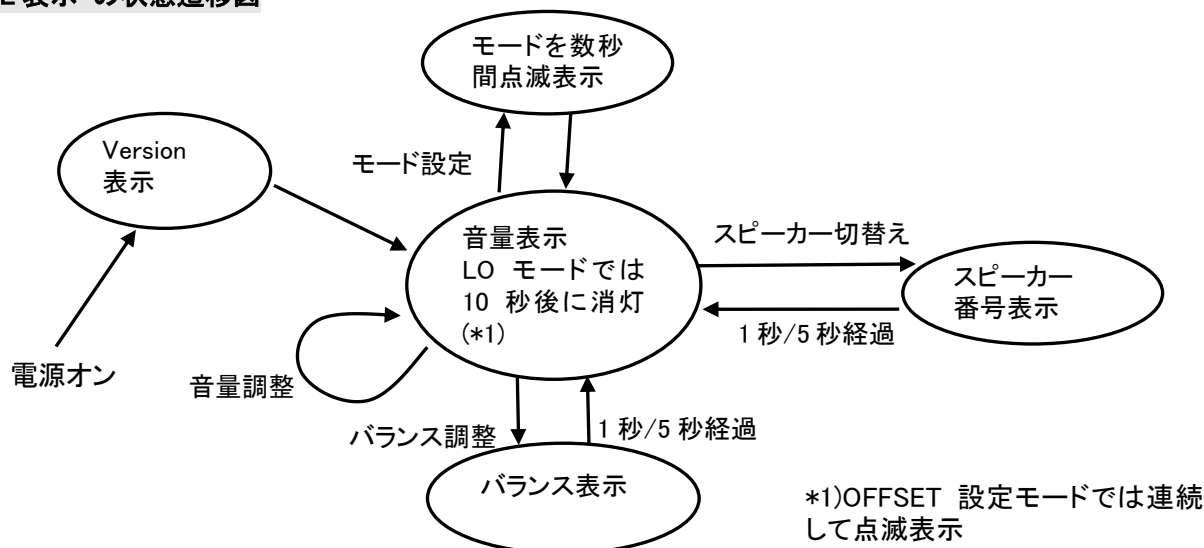 表示 の状態遷移図
モードを数秒
間点滅表示
Version
表示
モード設定
音量表示
LO モードでは
10 秒後に消灯
(*1)
スピーカー切替え
スピーカー
番号表示
1 秒/5 秒経過
電源オン
音量調整
バランス調整
1 秒/5 秒経過
バランス表示
*1)OFFSET 設定モードでは連続
して点滅表示